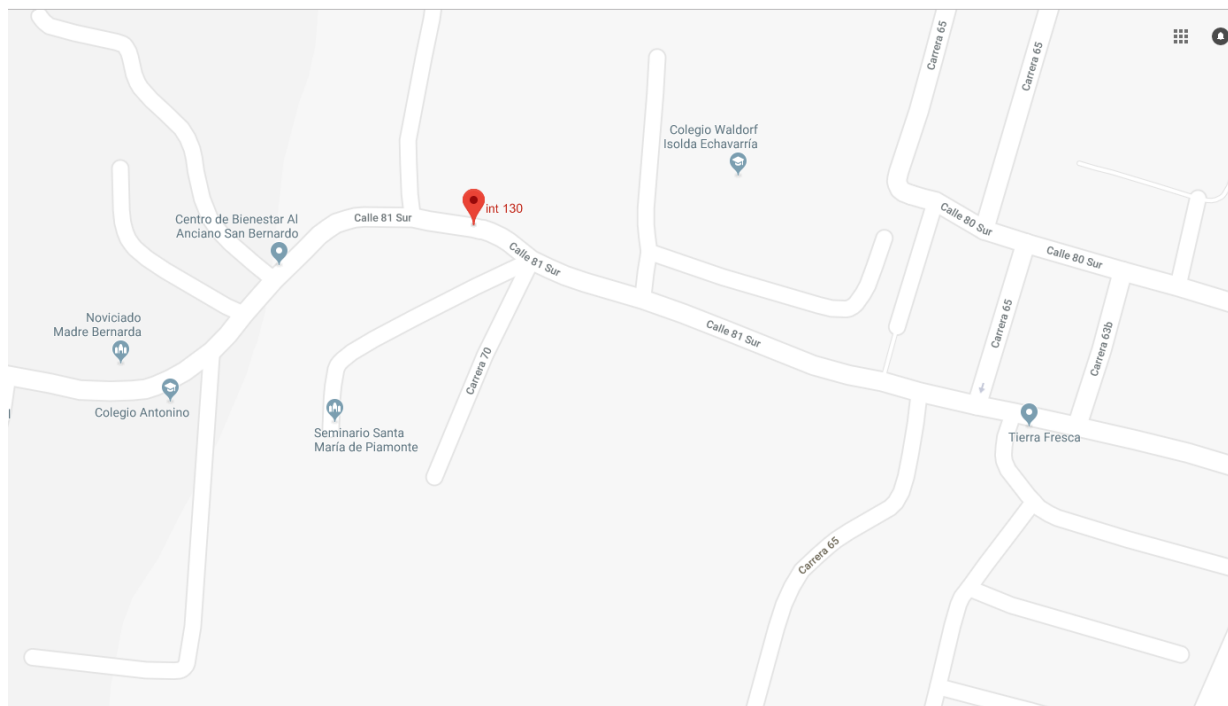 Carrera 65
Carrera 65
Colegio Waldorf
Isolda Echavarría
int 130
Centro de Bienestar Al
Anciano San Bernardo
Calle 81 Sur
Calle 80 Sur
Calle 81 Sur
Calle 80 Sur
Noviciado
Madre Bernarda
Calle 81 Sur
Carrera 65
Carrera 63b
Carrera 70
Colegio Antonino
Seminario Santa
María de Piamonte
Tierra Fresca
Carrera 65